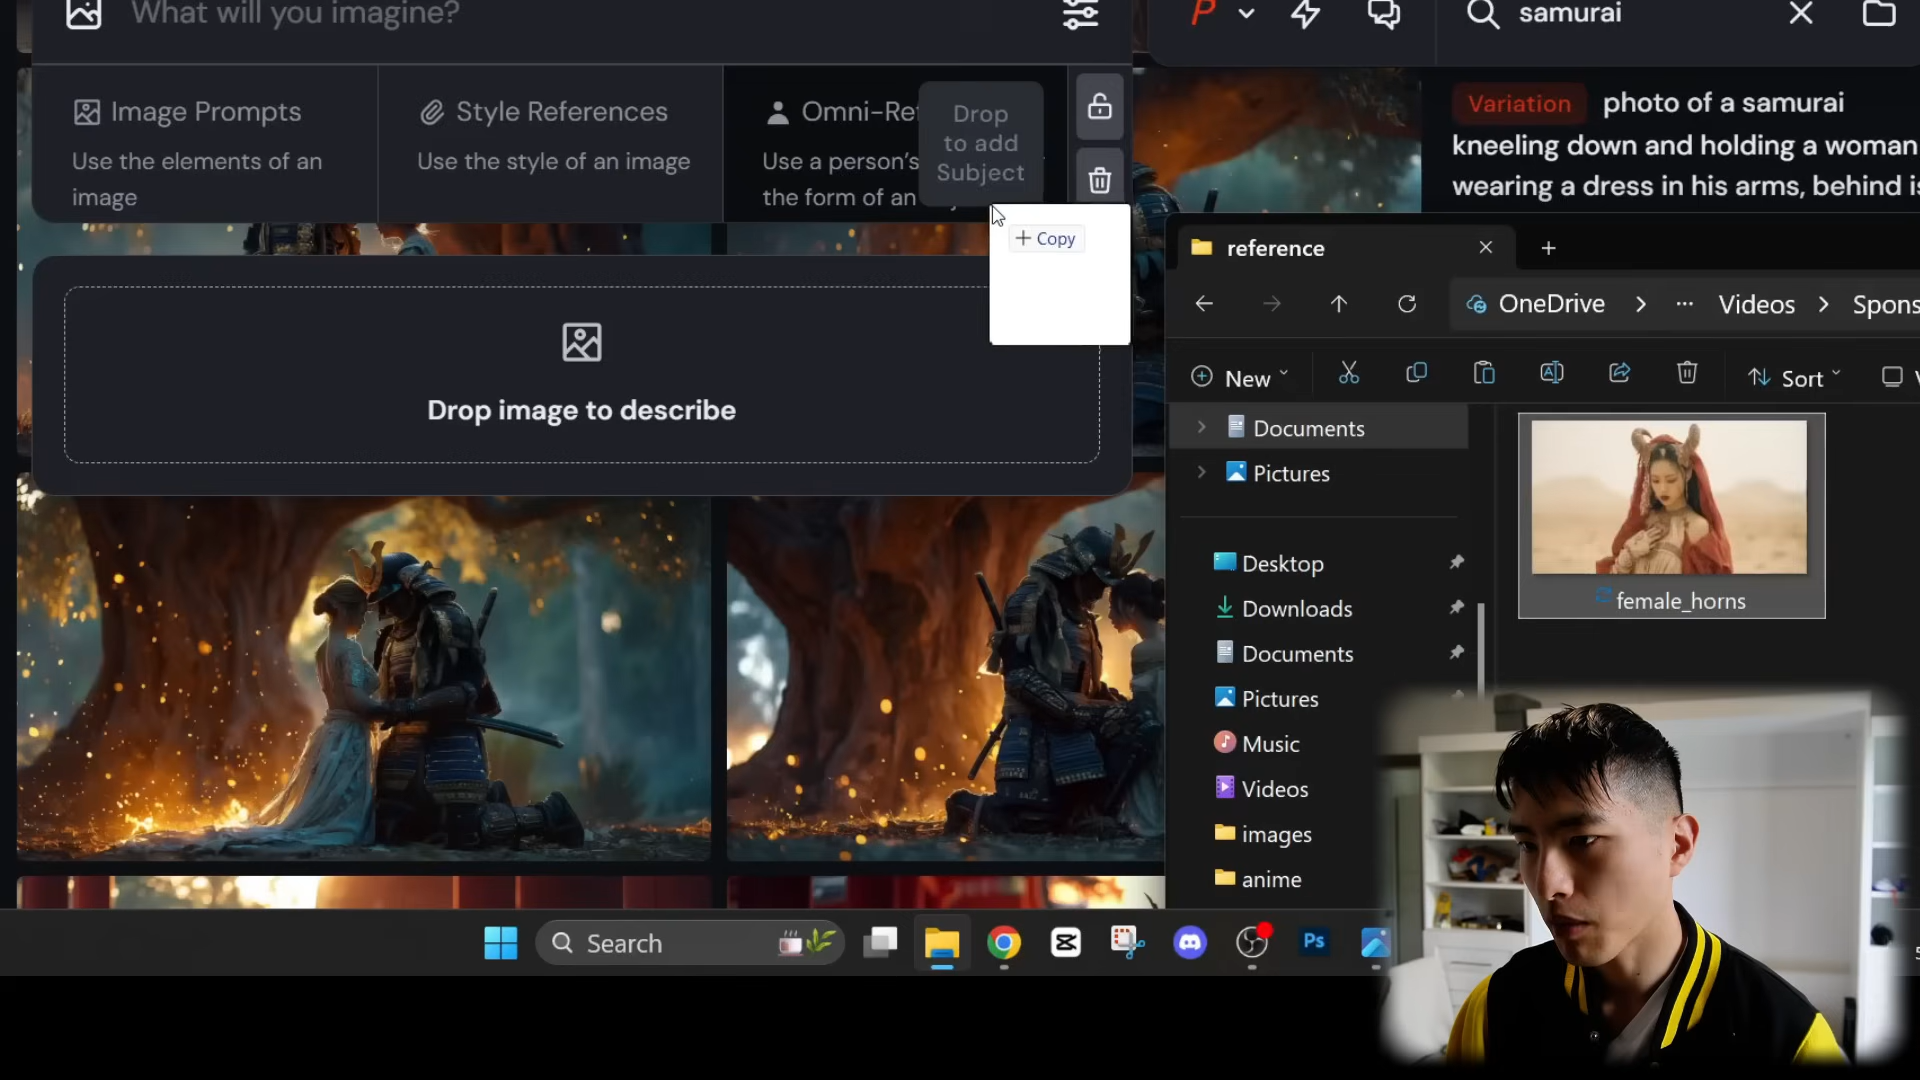 What will you imagine?
samurai
Image Prompts
Use the elements of an
image
Style References
Use the style of an image
Omni-Ref
Use a person's
the form of an
Drop
to add
Subject
Copy
Drop image to describe
Variation photo of a samurai
kneeling down and holding a woman
wearing a dress in his arms, behind
reference
OneDrive > ... Videos > Spons
New
Sort
Documents
Pictures
female_horns
Desktop
Downloads
Documents
Pictures
Music
Videos
images
anime
Search
Ps